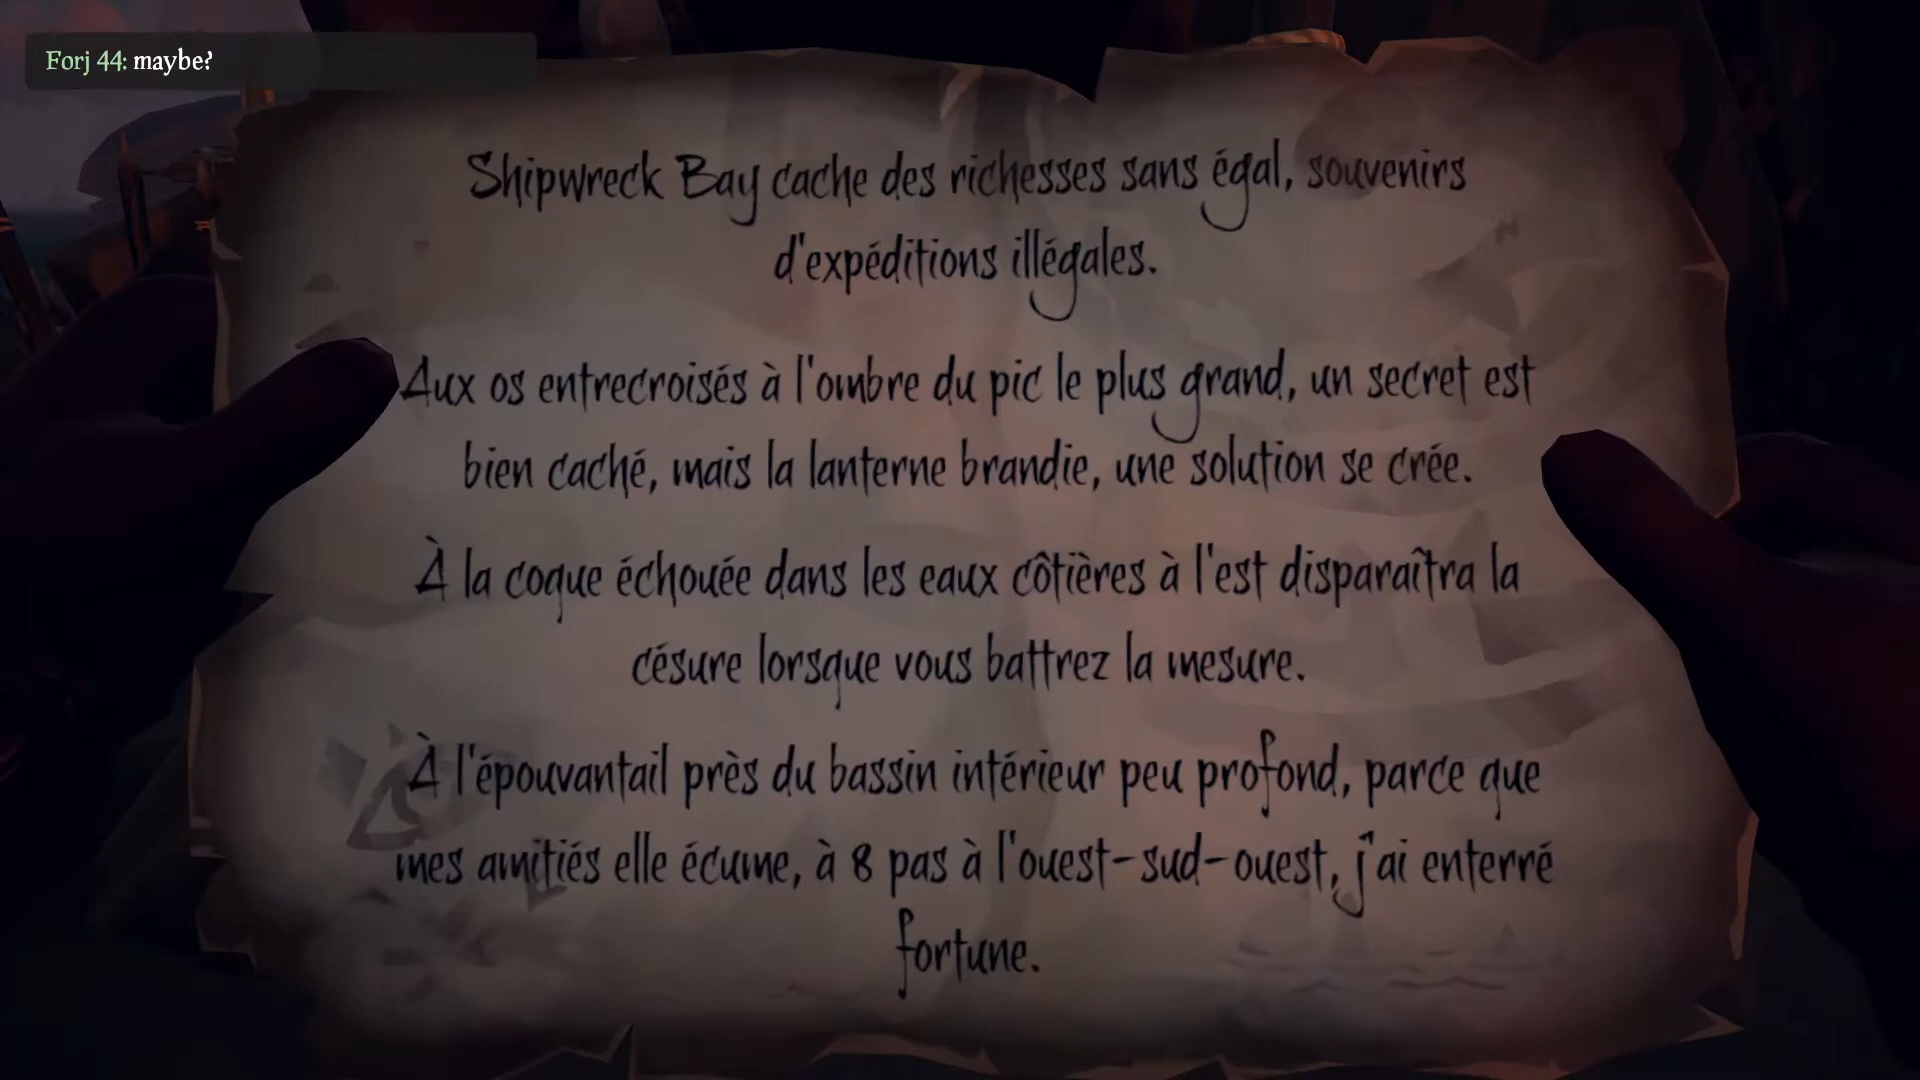 Forj 44: maybe?
Shipwreck Bay cache des richesses sans égal, souvenirs
d'expéditions illégales.
Aux os entrecroisés à l'ombre du pic le plus grand, un secret est
bien caché, mais la lanterne brandie, une solution se crée.
À la coque échouée dans les eaux côtières à l'est disparaîtra la
césure lorsque vous battrez la mesure.
À l'épouvantail près du bassin intérieur peu profond, parce que
mes amitiés elle écume, à 8 pas à l'ouest-sud-ouest, j'ai enterré
fortune.